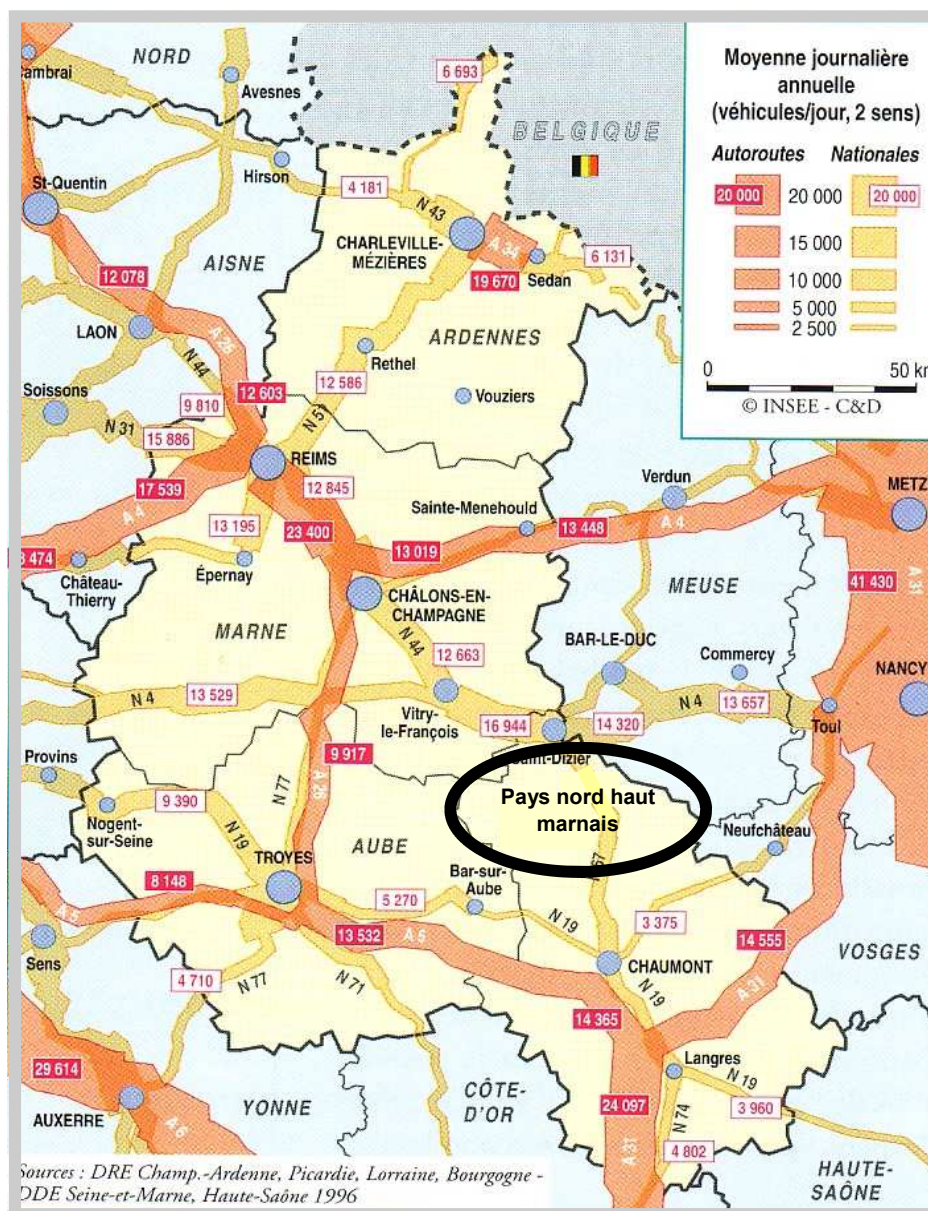 NORD
Cambrai
Avesnes
6 693
BELGIQUE
Hirson
St-Quentin
4 181
N 43
CHARLEVILLE-
MÉZIÈRES
A 34
12 078
AISNE
19 670
Sedan
6 131
LAON
A 26
ARDENNES
N 44
Rethel
Soissons
12 586
Vouziers
9 810
12 603
N 51
N 31
15 886
REIMS
Verdun
METZ
17 539
12 845
A 4
Sainte-Menehould
13 448
A 4
13 195
23 400
13 019
Épernay
Château-
Thierry
CHÂLONS-EN-
CHAMPAGNE
MEUSE
41 430
A 31
MARNE
N 44
BAR-LE-DUC
Commercy
12 663
NANCY
N 4
13 529
Vitry-
le-François
16 944
14 320
N 4
13 657
Toul
Saint-Dizier
9 917
Provins
N 77
A 26
Pays nord haut
marnais
9 390
Nogent-
sur-Seine
N 19
Neufchâteau
TROYES
AUBE
Bar-sur-
Aube
N 67
8 148
A 5
5 270
3 375
N 19
13 532
A 5
14 555
VOSGES
Sens
CHAUMONT
4 710
N 77
N 71
N 19
A 31
14 365
29 614
Langres
N 19
CÔTE-
D'OR
AUXERRE
YONNE
24 097
N 74
3 960
A 6
A 31
4 802
HAUTE-
SAÔNE
Sources : DRE Champ.-Ardenne, Picardie, Lorraine, Bourgogne -
DDE Seine-et-Marne, Haute-Saône 1996
Moyenne journalière
annuelle
(véhicules/jour, 2 sens)
Autoroutes Nationales
20 000 20 000 20 000
15 000
10 000
5 000
2 500
0 50 km
© INSEE - C&D